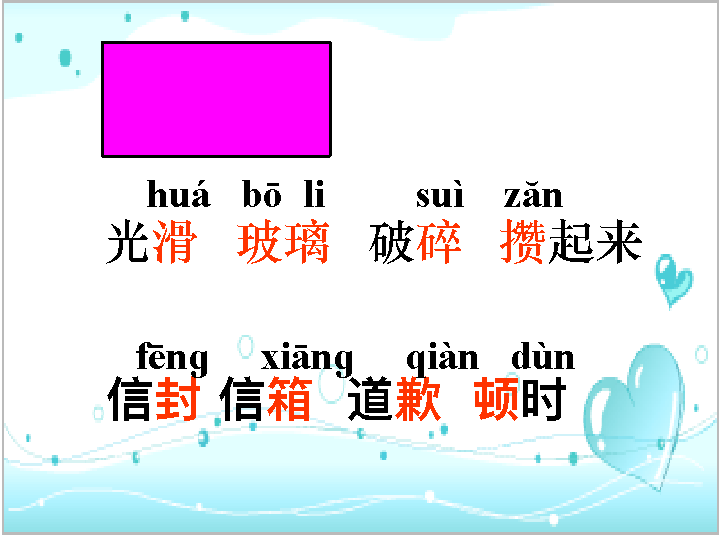 huá bō li suì zǎn
光滑 玻璃 破碎 攒起来
fēng xiāng qiàn dùn
信封 信箱 道歉 顿时